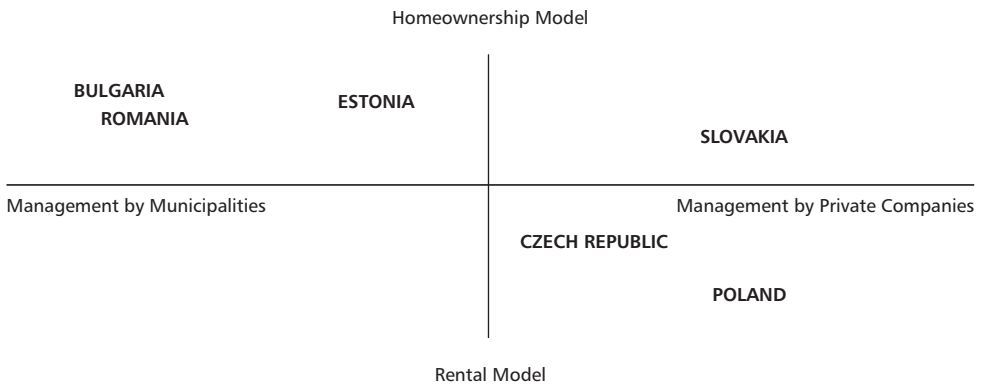 Homeownership Model
BULGARIA
ESTONIA
ROMANIA
SLOVAKIA
Management by Municipalities
Management by Private Companies
CZECH REPUBLIC
POLAND
Rental Model